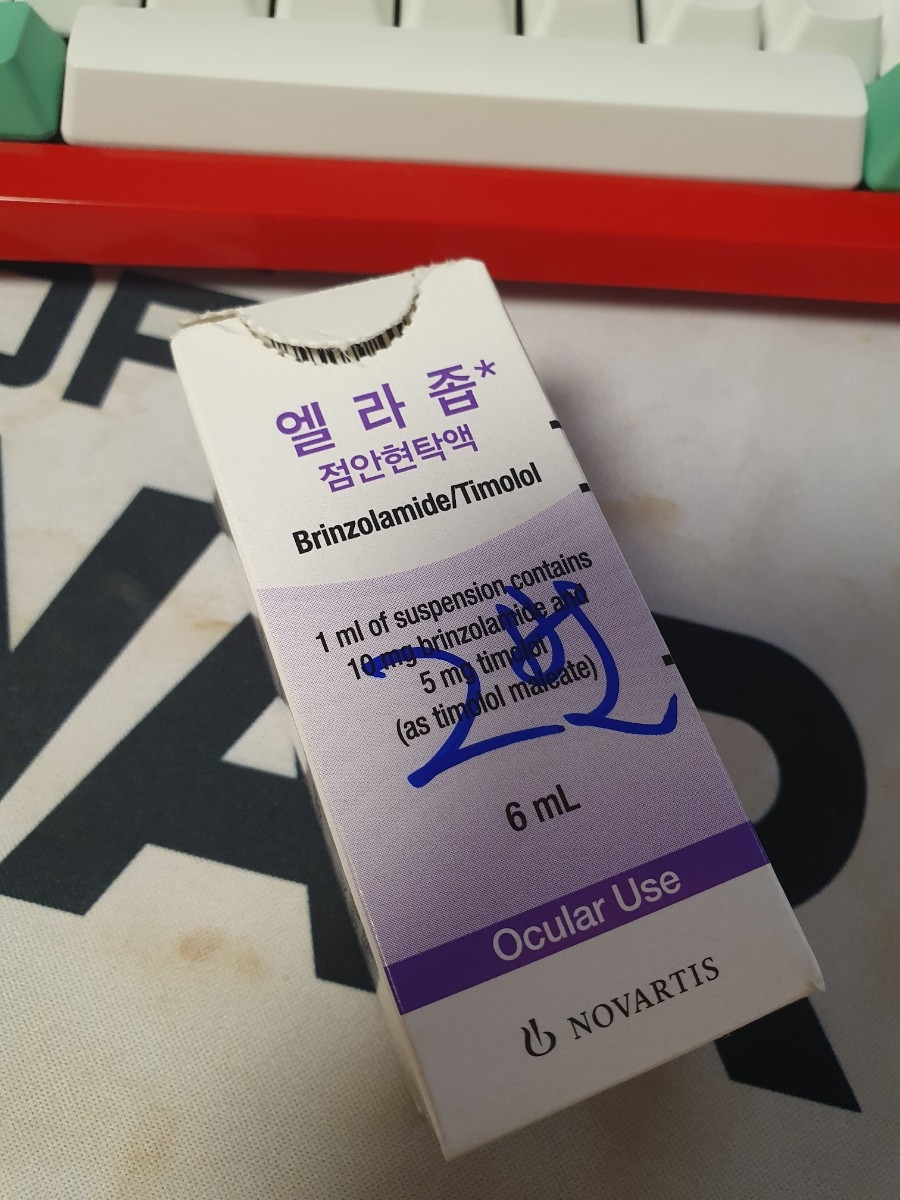 엘라좁*
점안현탁액
Brinzolamide/Timolol
1 ml of suspension contains
10 mg brinzolamide and
5 mg timolol
(as timolol maleate)
2번
6 mL
Ocular Use
NOVARTIS